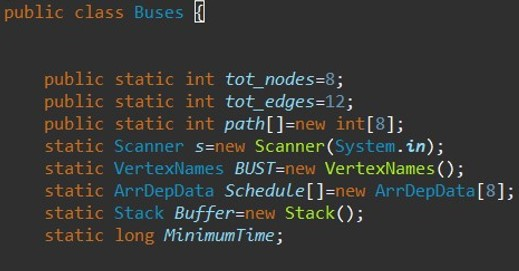 public class Buses {
public static int tot_nodes=8;
public static int tot_edges=12;
public static int path[]=new int[8];
static Scanner s=new Scanner(System.in);
static VertexNames BUST=new VertexNames();
static ArrDepData Schedule[]=new ArrDepData[8];
static Stack Buffer=new Stack();
static long MinimumTime;